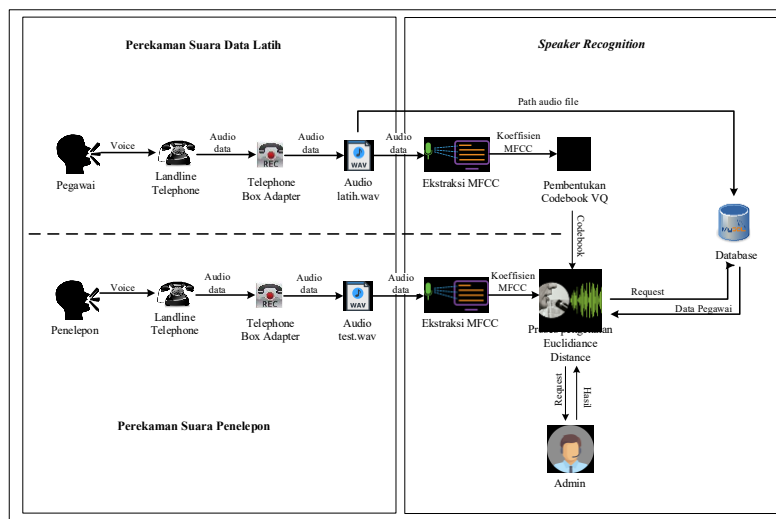 Perekaman Suara Data Latih
Speaker Recognition
Path audio file
Voice
Audio
data
Audio
data
Audio
data
Koeffisien
MFCC
REC
WAV
Pegawai
Landline
Telephone
Telephone
Box Adapter
Audio
latih.wav
Ekstraksi MFCC
Pembentukan
Codebook VQ
Codebook
Database
Voice
Audio
data
Audio
data
Audio
data
Koeffisien
MFCC
REC
WAV
Request
Data Pegawai
Penelepon
Landline
Telephone
Telephone
Box Adapter
Audio
test.wav
Ekstraksi MFCC
Euclidiance
Distance
Request
Hasil
Perekaman Suara Penelepon
Admin